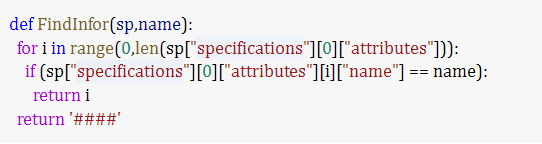 def FindInfor(sp,name):
for i in range(0,len(sp["specifications"][0]["attributes"])):
if (sp["specifications"][0]["attributes"][i]["name"] == name):
return i
return '####'